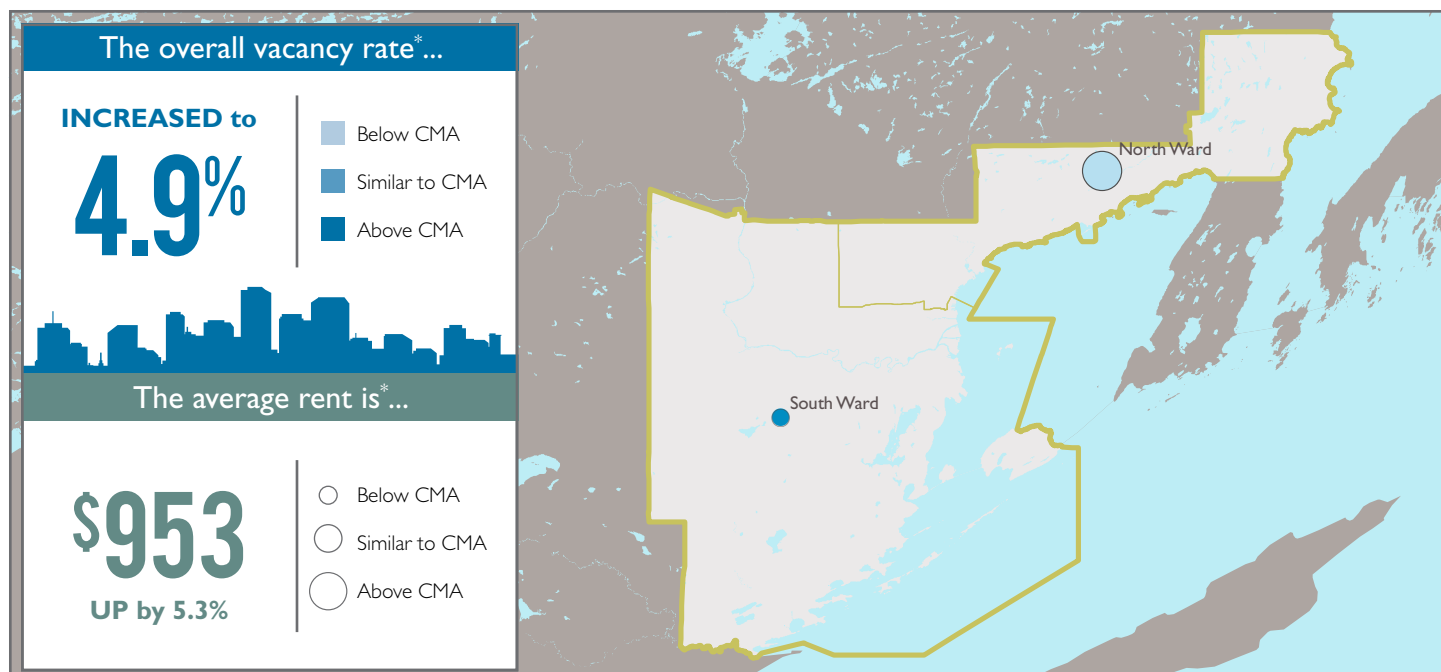 The overall vacancy rate*...
INCREASED to
4.9%
Below CMA
Similar to CMA
Above CMA
The average rent is*...
$953
UP by 5.3%
Below CMA
Similar to CMA
Above CMA
North Ward
South Ward